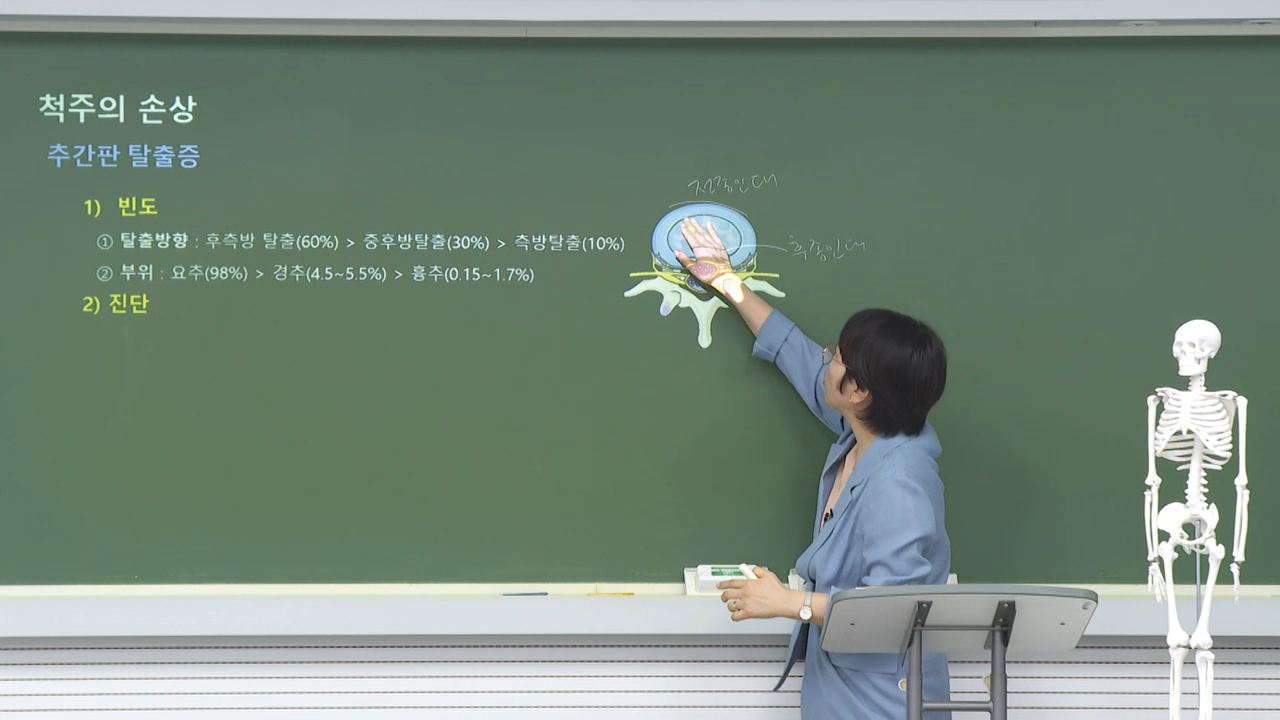 척주의 손상
추간판 탈출증
1) 빈도
① 탈출방향 : 후측방 탈출(60%) > 중후방탈출(30%) > 측방탈출(10%)
② 부위 : 요추(98%) > 경추(4.5~5.5%) > 흉추(0.15~1.7%)
2) 진단
전종인대
후종인대